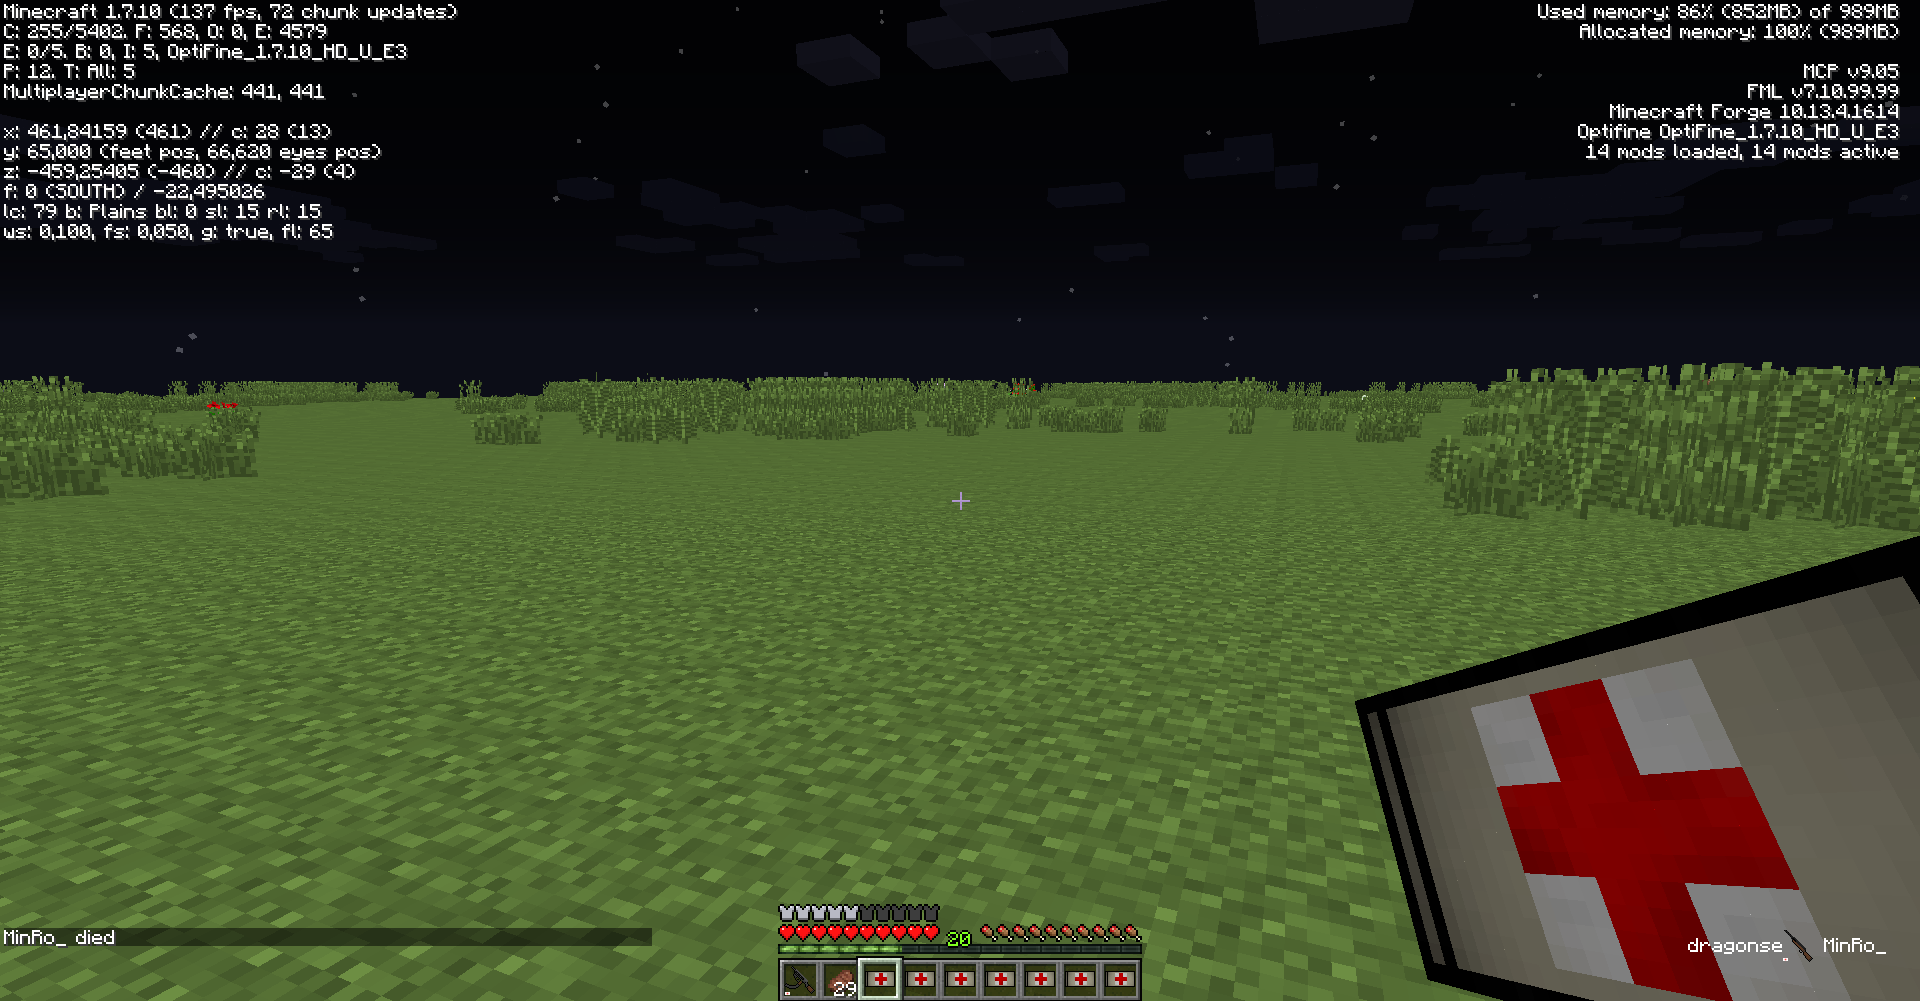 Minecraft 1.7.10 (137 fps, 72 chunk updates)
C: 255/5402. F: 568, O: 0, E: 4579
E: 0/5. B: 0, I: 5, OptiFine_1.7.10_HD_U_E3
P: 12. T: All: 5
MultiplayerChunkCache: 441, 441
x: 461,84159 (461) // c: 28 (13)
y: 65,000 (feet pos, 66,620 eyes pos)
z: -459,25405 (-460) // c: -29 (4)
f: 0 (SOUTH) / -22,495026
lc: 79 b: Plains bl: 0 sl: 15 rl: 15
ws: 0,100, fs: 0,050, g: true, fl: 65
Used memory: 86% (852MB) of 989MB
Allocated memory: 100% (989MB)
MCP v9.05
FML v7.10.99.99
Minecraft Forge 10.13.4.1614
Optifine OptiFine_1.7.10_HD_U_E3
14 mods loaded, 14 mods active
MinRo_ died
20
dragonse MinRo_
29